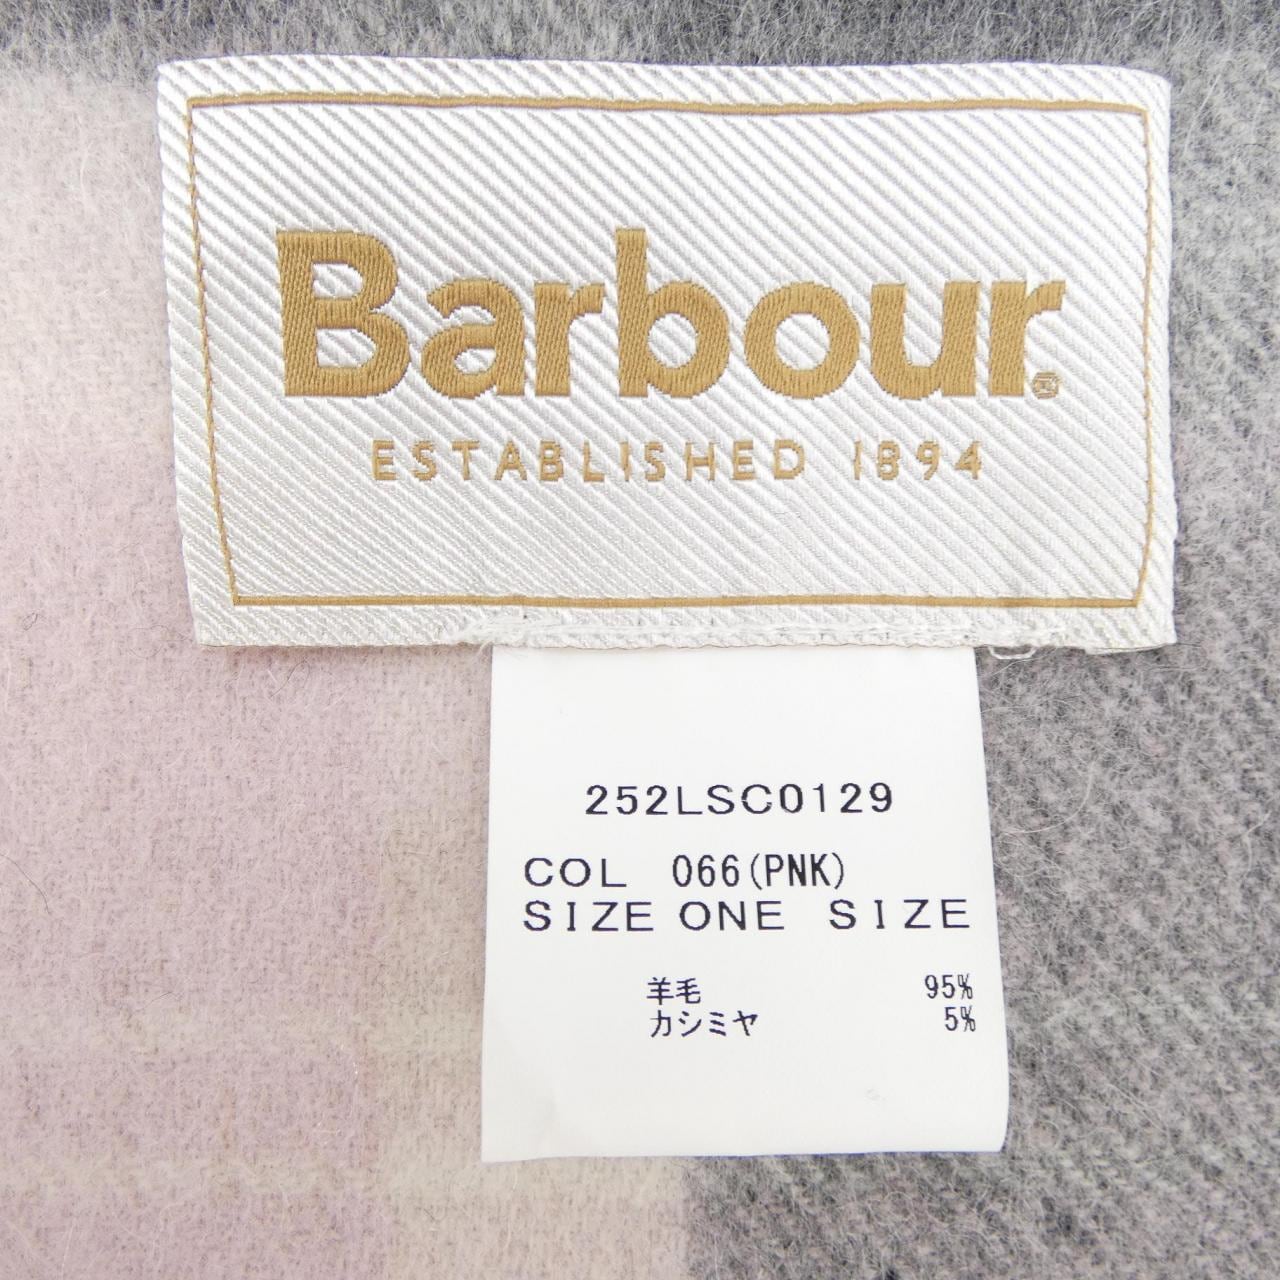 Barbour®
ESTABLISHED 1894
252LSC0129
COL 066(PNK)
SIZE ONE SIZE
羊毛 95%
カシミヤ 5%